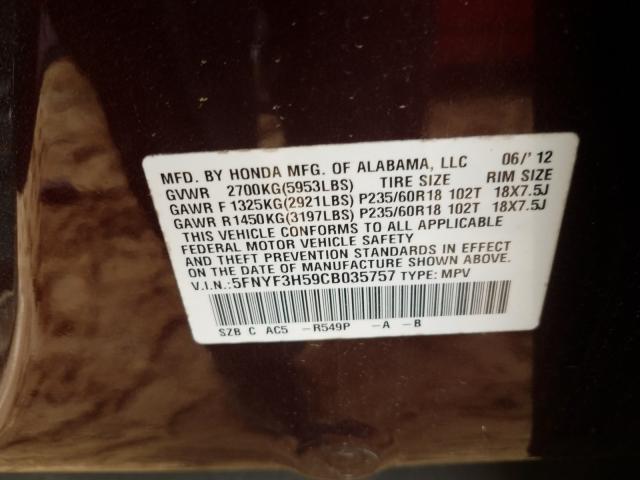 MFD. BY HONDA MFG. OF ALABAMA, LLC 06/'12
GVWR 2700KG(5953LBS) TIRE SIZE RIM SIZE
GAWR F 1325KG(2921LBS) P235/60R18 102T 18X7.5J
GAWR R1450KG(3197LBS) P235/60R18 102T 18X7.5J
THIS VEHICLE CONFORMS TO ALL APPLICABLE
FEDERAL MOTOR VEHICLE SAFETY
AND THEFT PREVENTION STANDARDS IN EFFECT
ON THE DATE OF MANUFACTURE SHOWN ABOVE.
V.I.N.:5FNYF3H59CB035757 TYPE: MPV
SZB C AC5 -R549P -A -B